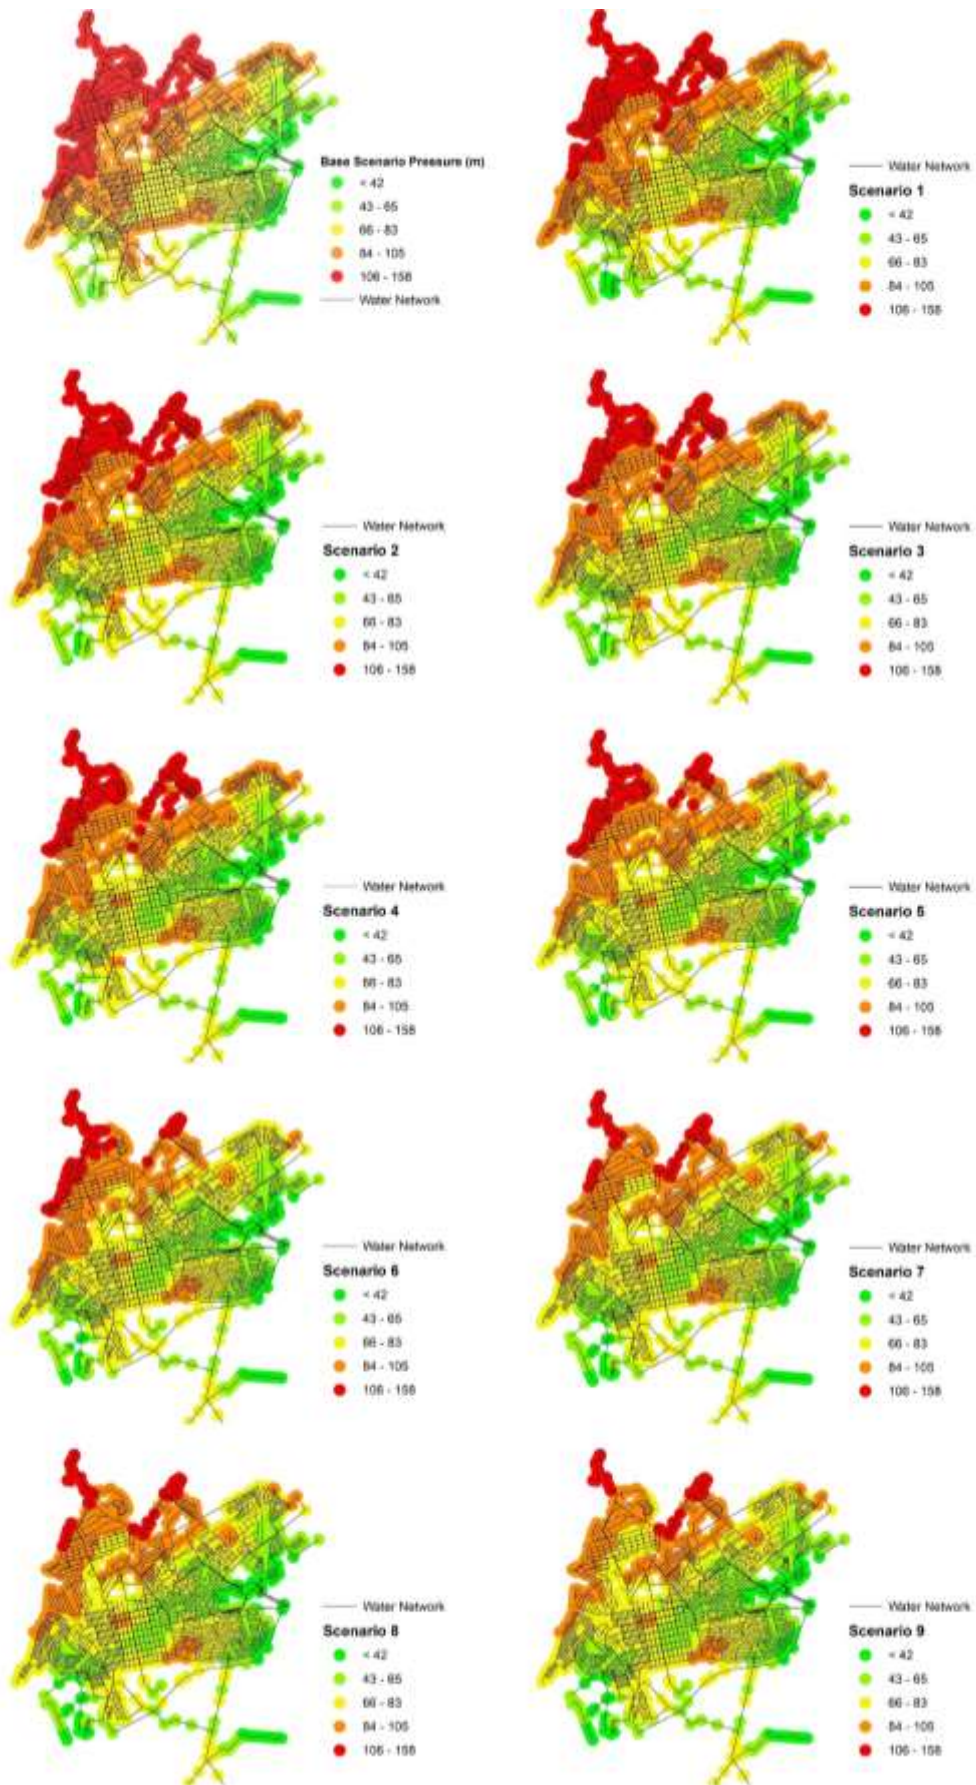 Base Scenario Pressure (m)
< 42
43 - 65
66 - 83
84 - 105
106 - 158
Water Network
Water Network
Scenario 1
< 42
43 - 65
66 - 83
84 - 105
106 - 158
Water Network
Scenario 2
< 42
43 - 65
66 - 83
84 - 105
106 - 158
Water Network
Scenario 3
< 42
43 - 65
66 - 83
84 - 105
106 - 158
Water Network
Scenario 4
< 42
43 - 65
66 - 83
84 - 105
106 - 158
Water Network
Scenario 5
< 42
43 - 65
66 - 83
84 - 105
106 - 158
Water Network
Scenario 6
< 42
43 - 65
66 - 83
84 - 105
106 - 158
Water Network
Scenario 7
< 42
43 - 65
66 - 83
84 - 105
106 - 158
Water Network
Scenario 8
< 42
43 - 65
66 - 83
84 - 105
106 - 158
Water Network
Scenario 9
< 42
43 - 65
66 - 83
84 - 105
106 - 158